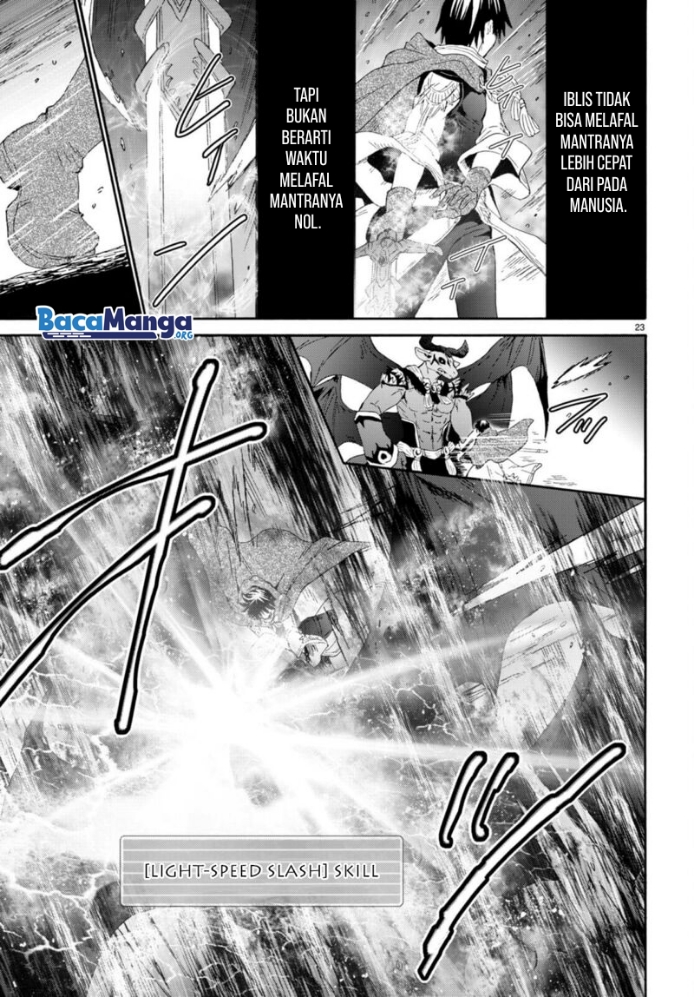 IBLIS TIDAK
BISA MELAFAL
MANTRANYA
LEBIH CEPAT
DARI PADA
MANUSIA.
TAPI
BUKAN
BERARTI
WAKTU
MELAFAL
MANTRANYA
NOL.
BacaManga
.ORG
23
[LIGHT-SPEED SLASH] SKILL